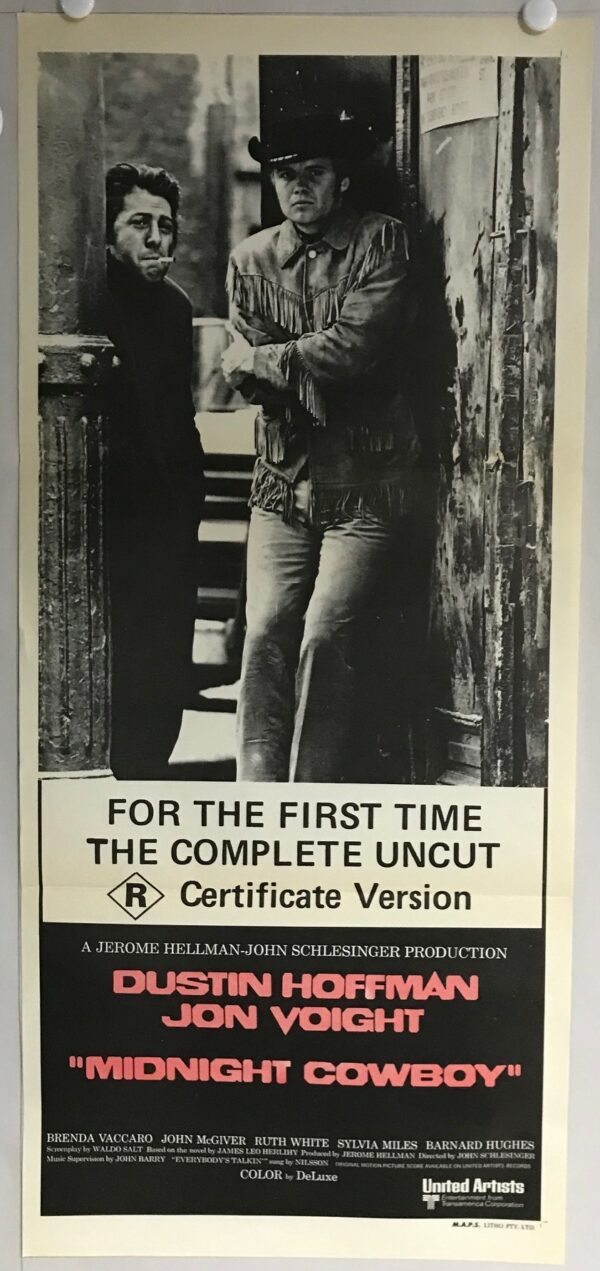 FOR THE FIRST TIME
THE COMPLETE UNCUT
R Certificate Version
A JEROME HELLMAN-JOHN SCHLESINGER PRODUCTION
DUSTIN HOFFMAN
JON VOIGHT
"MIDNIGHT COWBOY"
BRENDA VACCARO JOHN McGIVER RUTH WHITE SYLVIA MILES BARNARD HUGHES
Screenplay by WALDO SALT Based on the novel by JAMES LEO HERLIHY Produced by JEROME HELLMAN Directed by JOHN SCHLESINGER
Music Supervision by JOHN BARRY "EVERYBODY'S TALKIN'" sung by NILSSON ORIGINAL MOTION PICTURE SCORE AVAILABLE ON UNITED ARTISTS RECORDS
COLOR by DeLuxe
United Artists
Entertainment from
Transamerica Corporation
M.A.P.S. LITHO PTY. LTD.